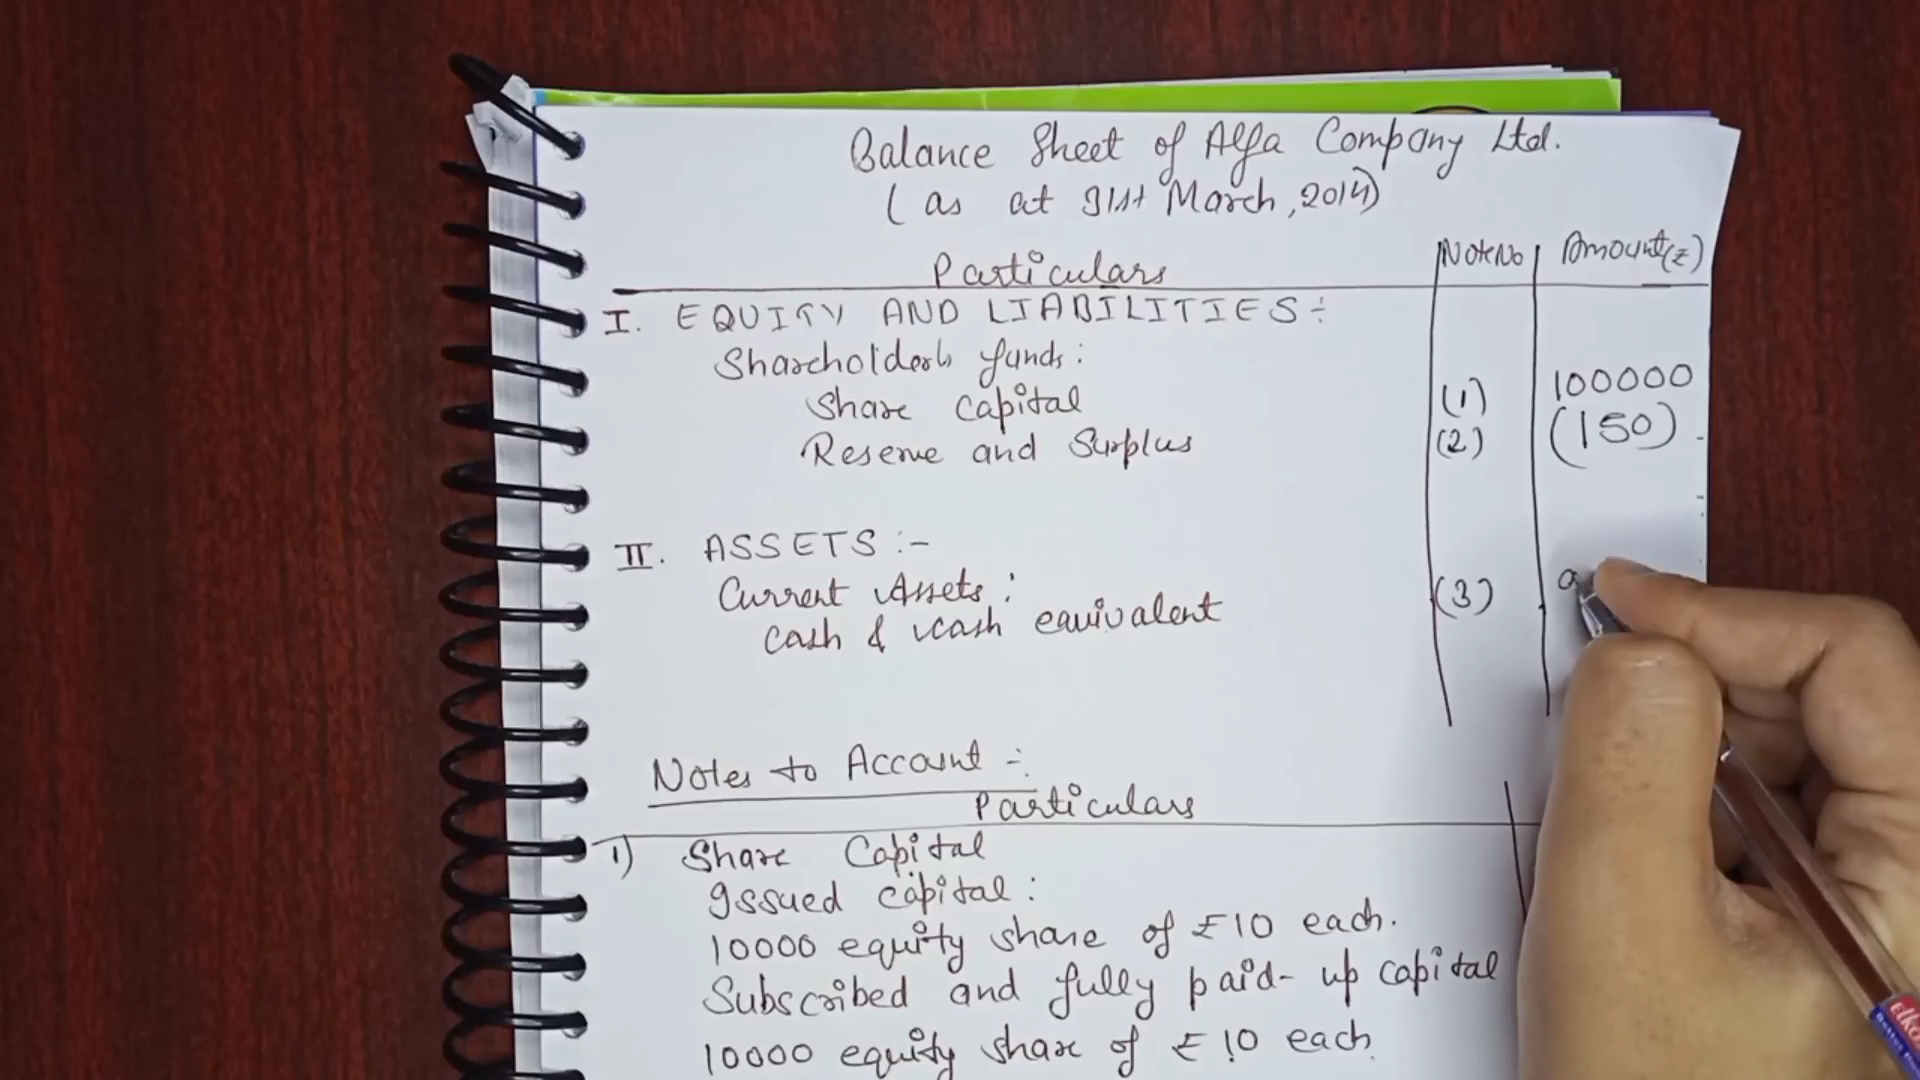 Balance Sheet of Alfa Company Ltd.
(as at 31st March, 2014)
Particulars Note No Amount(₹)
I. EQUITY AND LIABILITIES :-
Shareholder's funds:
Share Capital (1) 100000
Reserve and Surplus (2) (150)
II. ASSETS :-
Current Assets:
Cash & cash equivalent (3) 9
Notes to Account :-
Particulars
1) Share Capital
Issued capital:
10000 equity share of ₹10 each.
Subscribed and fully paid-up capital
10000 equity share of ₹10 each.